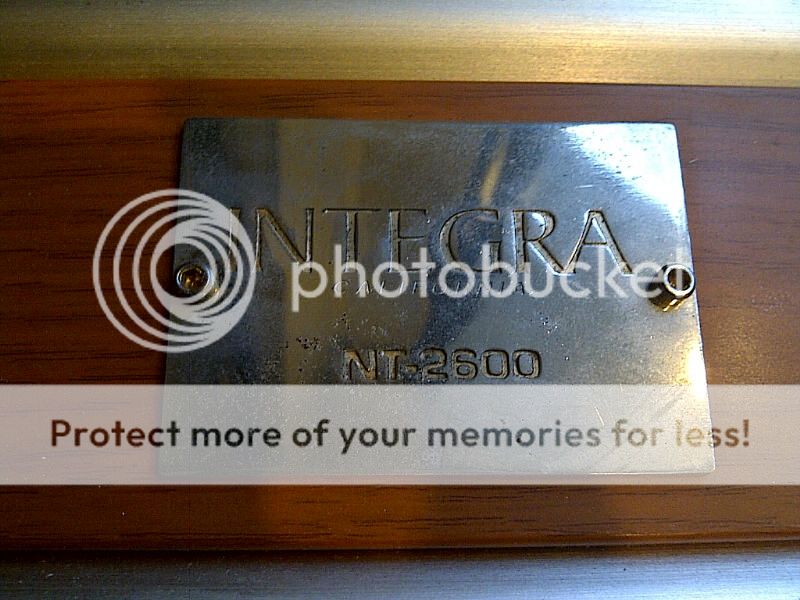 INTEGRA
photobucket
NT-2600
Protect more of your memories for less!